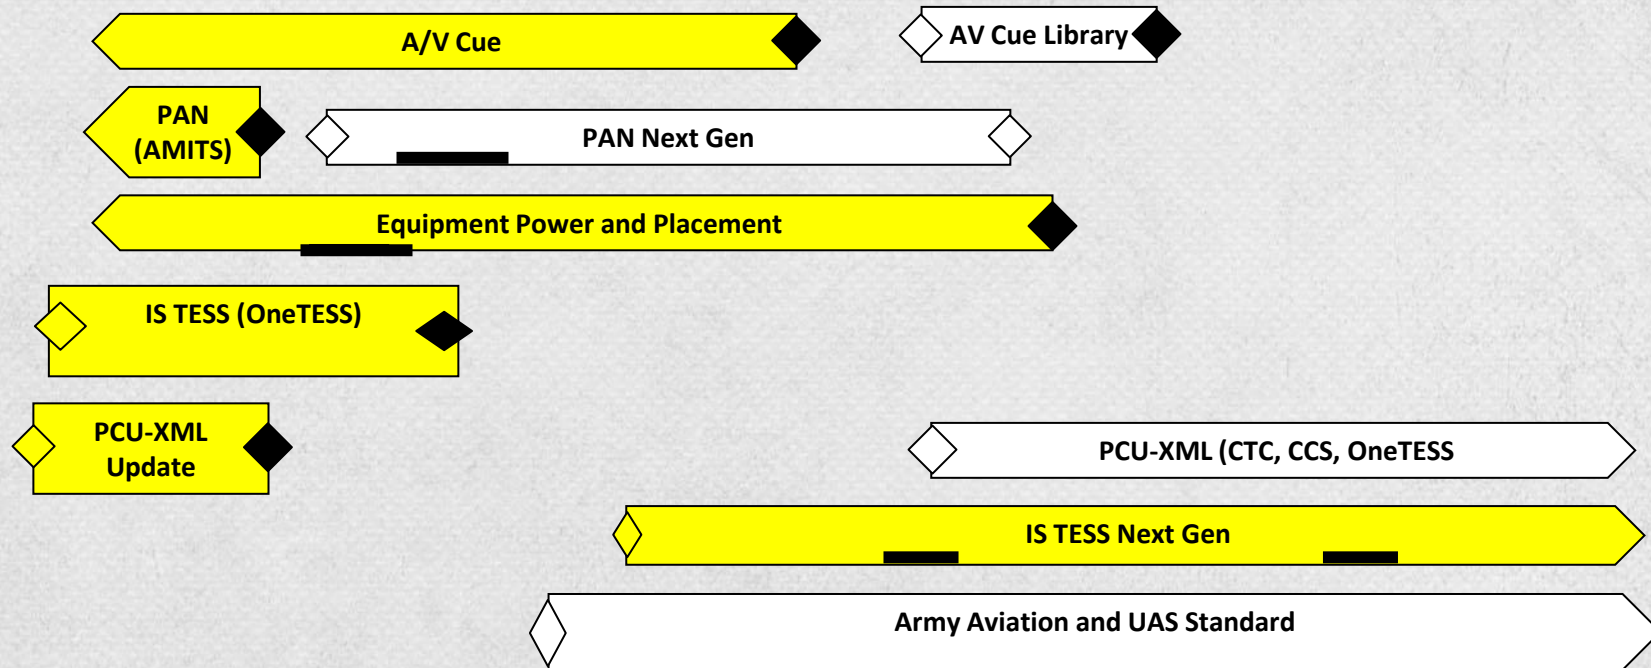 A/V Cue
AV Cue Library
PAN
(AMITS)
PAN Next Gen
Equipment Power and Placement
IS TESS (OneTESS)
PCU-XML
Update
PCU-XML (CTC, CCS, OneTESS
IS TESS Next Gen
Army Aviation and UAS Standard